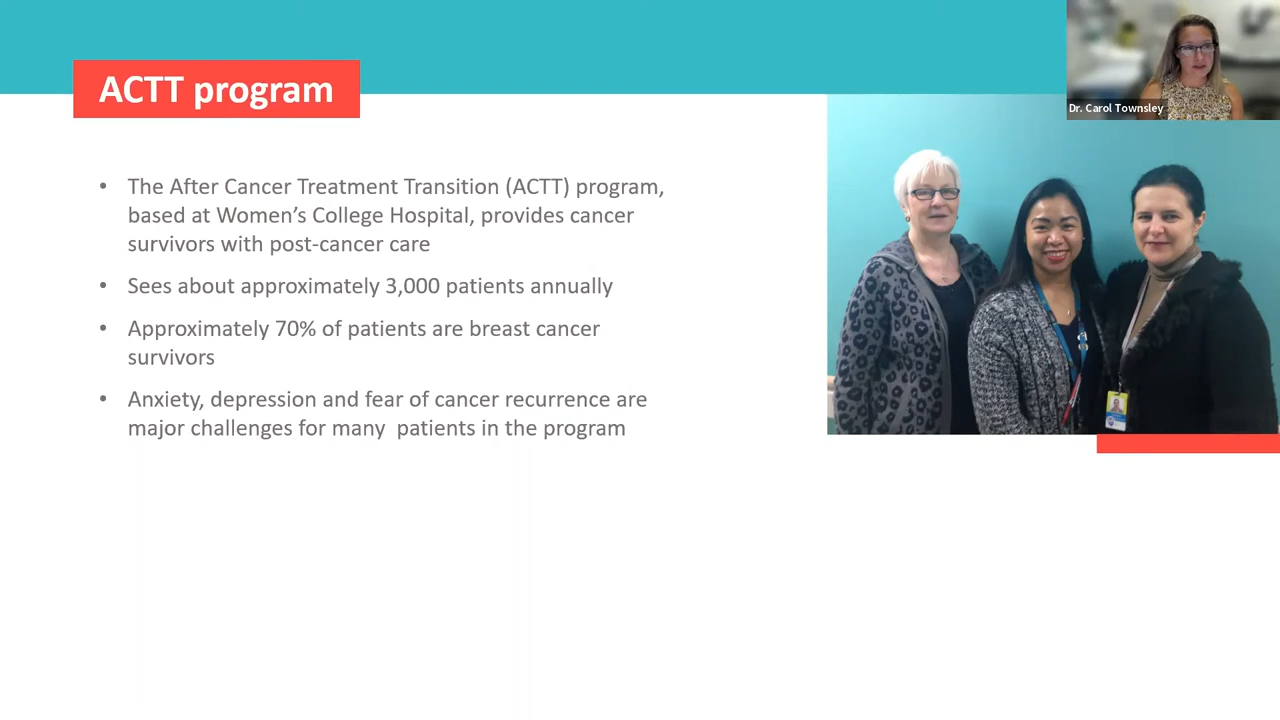 ACTT program
Dr. Carol Townsley
• The After Cancer Treatment Transition (ACTT) program,
based at Women’s College Hospital, provides cancer
survivors with post-cancer care
• Sees about approximately 3,000 patients annually
• Approximately 70% of patients are breast cancer
survivors
• Anxiety, depression and fear of cancer recurrence are
major challenges for many  patients in the program